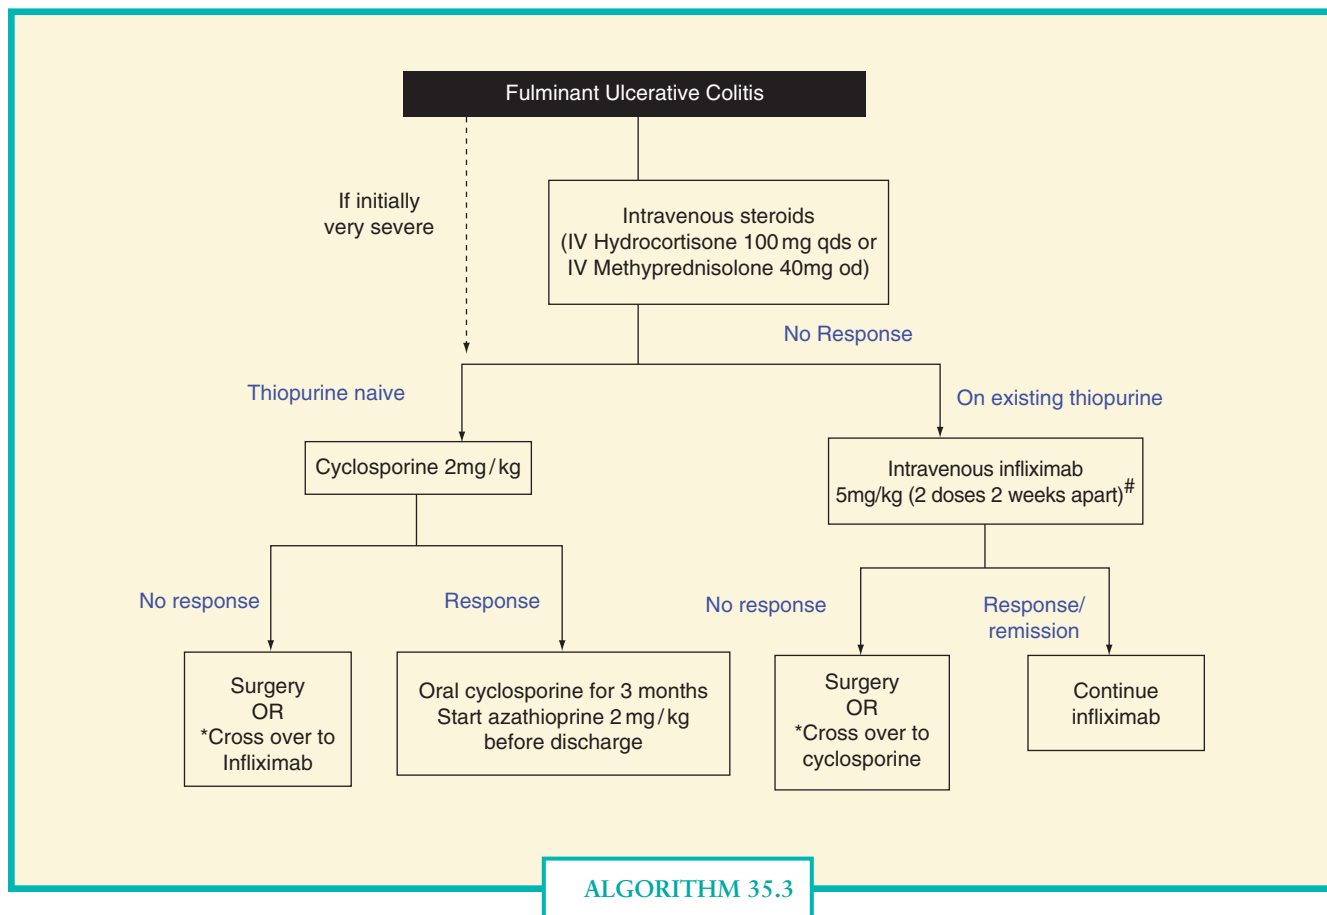 Fulminant Ulcerative Colitis
If initially
very severe
Intravenous steroids
(IV Hydrocortisone 100 mg qds or
IV Methyprednisolone 40mg od)
No Response
Thiopurine naive
On existing thiopurine
Cyclosporine 2mg / kg
Intravenous infliximab
5mg/kg (2 doses 2 weeks apart)#
No response
Response
No response
Response/
remission
Surgery
OR
*Cross over to
Infliximab
Oral cyclosporine for 3 months
Start azathioprine 2 mg / kg
before discharge
Surgery
OR
*Cross over to
cyclosporine
Continue
infliximab
ALGORITHM 35.3